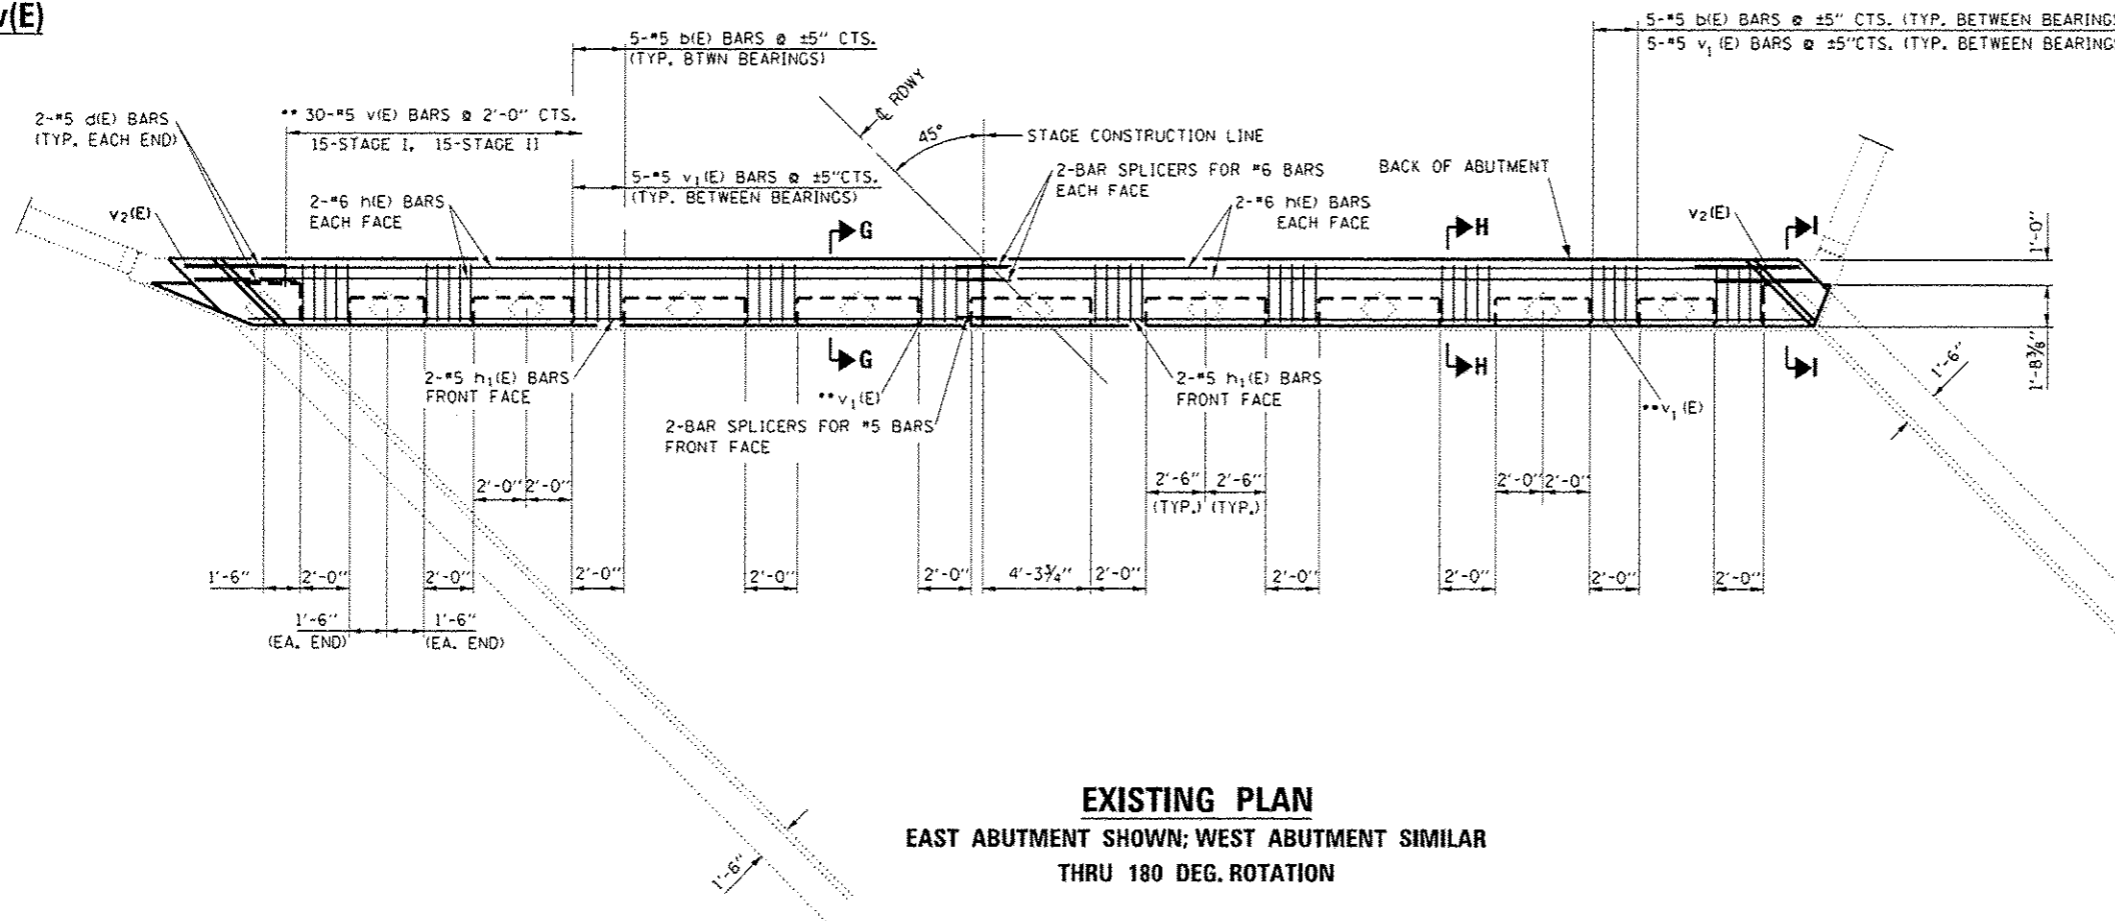 v(E)
5-#5 b(E) BARS @ ±5" CTS.
(TYP. BTWN BEARINGS)
5-#5 b(E) BARS @ ±5" CTS. (TYP. BETWEEN BEARINGS
5-#5 v₁(E) BARS @ ±5"CTS. (TYP. BETWEEN BEARINGS
2-#5 d(E) BARS
(TYP. EACH END)
** 30-#5 v(E) BARS @ 2'-0" CTS.
15-STAGE I, 15-STAGE II
℄ RDWY
45°
STAGE CONSTRUCTION LINE
2-BAR SPLICERS FOR #6 BARS
EACH FACE
BACK OF ABUTMENT
5-#5 v₁(E) BARS @ ±5"CTS.
(TYP. BETWEEN BEARINGS)
v₂(E)
2-#6 h(E) BARS
EACH FACE
2-#6 h(E) BARS
EACH FACE
v₂(E)
G
H
I
1'-0"
G
H
I
1'-8⅜"
1'-6"
2-#5 h₁(E) BARS
FRONT FACE
**v₁(E)
2-#5 h₁(E) BARS
FRONT FACE
**v₁(E)
2-BAR SPLICERS FOR #5 BARS
FRONT FACE
2'-0" 2'-0"
2'-6" 2'-6"
(TYP.) (TYP.)
2'-0" 2'-0"
1'-6" 2'-0" 2'-0" 2'-0" 2'-0" 2'-0" 4'-3¾" 2'-0" 2'-0" 2'-0" 2'-0" 2'-0"
1'-6" 1'-6"
(EA. END) (EA. END)
1'-6"
EXISTING PLAN
EAST ABUTMENT SHOWN; WEST ABUTMENT SIMILAR
THRU 180 DEG. ROTATION